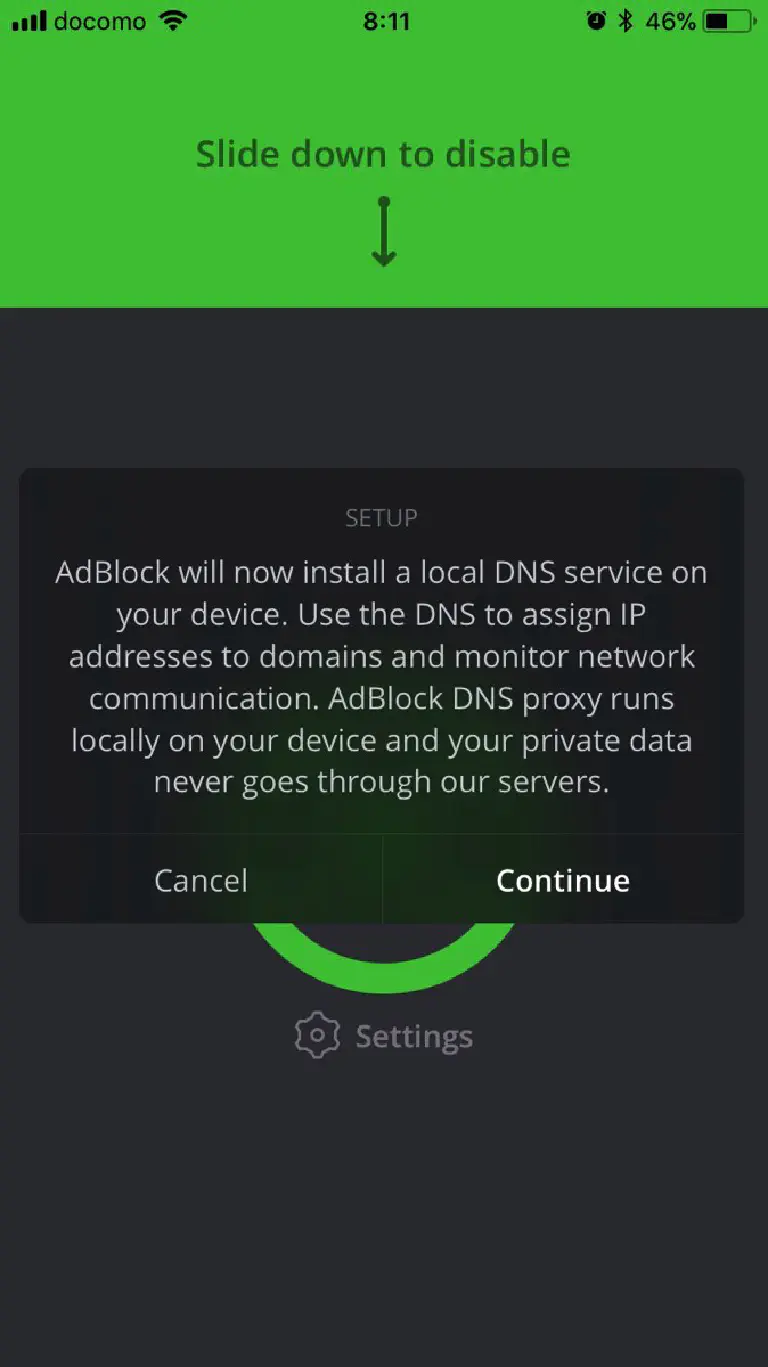 docomo 8:11 46%
Slide down to disable
SETUP
AdBlock will now install a local DNS service on
your device. Use the DNS to assign IP
addresses to domains and monitor network
communication. AdBlock DNS proxy runs
locally on your device and your private data
never goes through our servers.
Cancel Continue
Settings